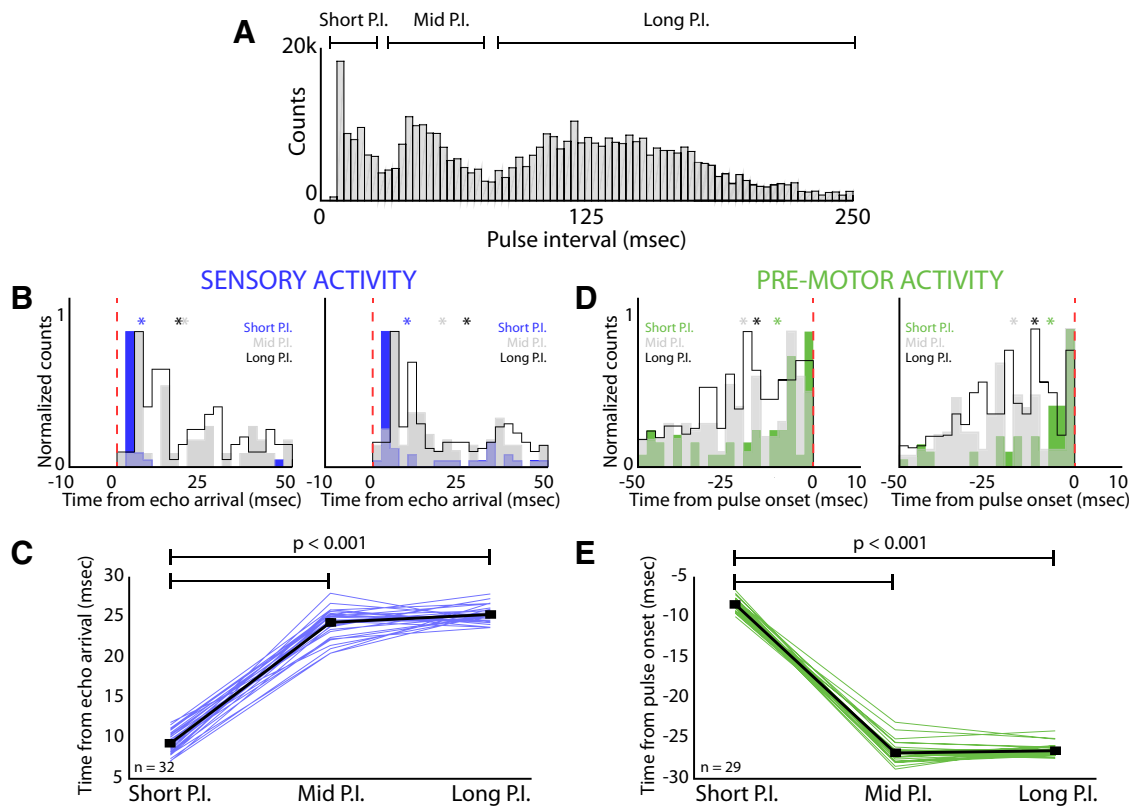 A
Short P.I. Mid P.I. Long P.I.
20k
Counts
0
0 125 250
Pulse interval (msec)
SENSORY ACTIVITY
B
1
Normalized counts
0
* * *
Short P.I.
Mid P.I.
Long P.I.
-10 0 25 50
Time from echo arrival (msec)
* * *
Short P.I.
Mid P.I.
Long P.I.
-10 0 25 50
Time from echo arrival (msec)
PRE-MOTOR ACTIVITY
D
1
Normalized counts
0
* * *
Short P.I.
Mid P.I.
Long P.I.
-50 -25 0 10
Time from pulse onset (msec)
* * *
Short P.I.
Mid P.I.
Long P.I.
-50 -25 0 10
Time from pulse onset (msec)
C
p < 0.001
Time from echo arrival (msec)
30
25
20
15
10
5
n = 32
Short P.I. Mid P.I. Long P.I.
E
p < 0.001
Time from pulse onset (msec)
-5
-10
-15
-20
-25
-30
n = 29
Short P.I. Mid P.I. Long P.I.